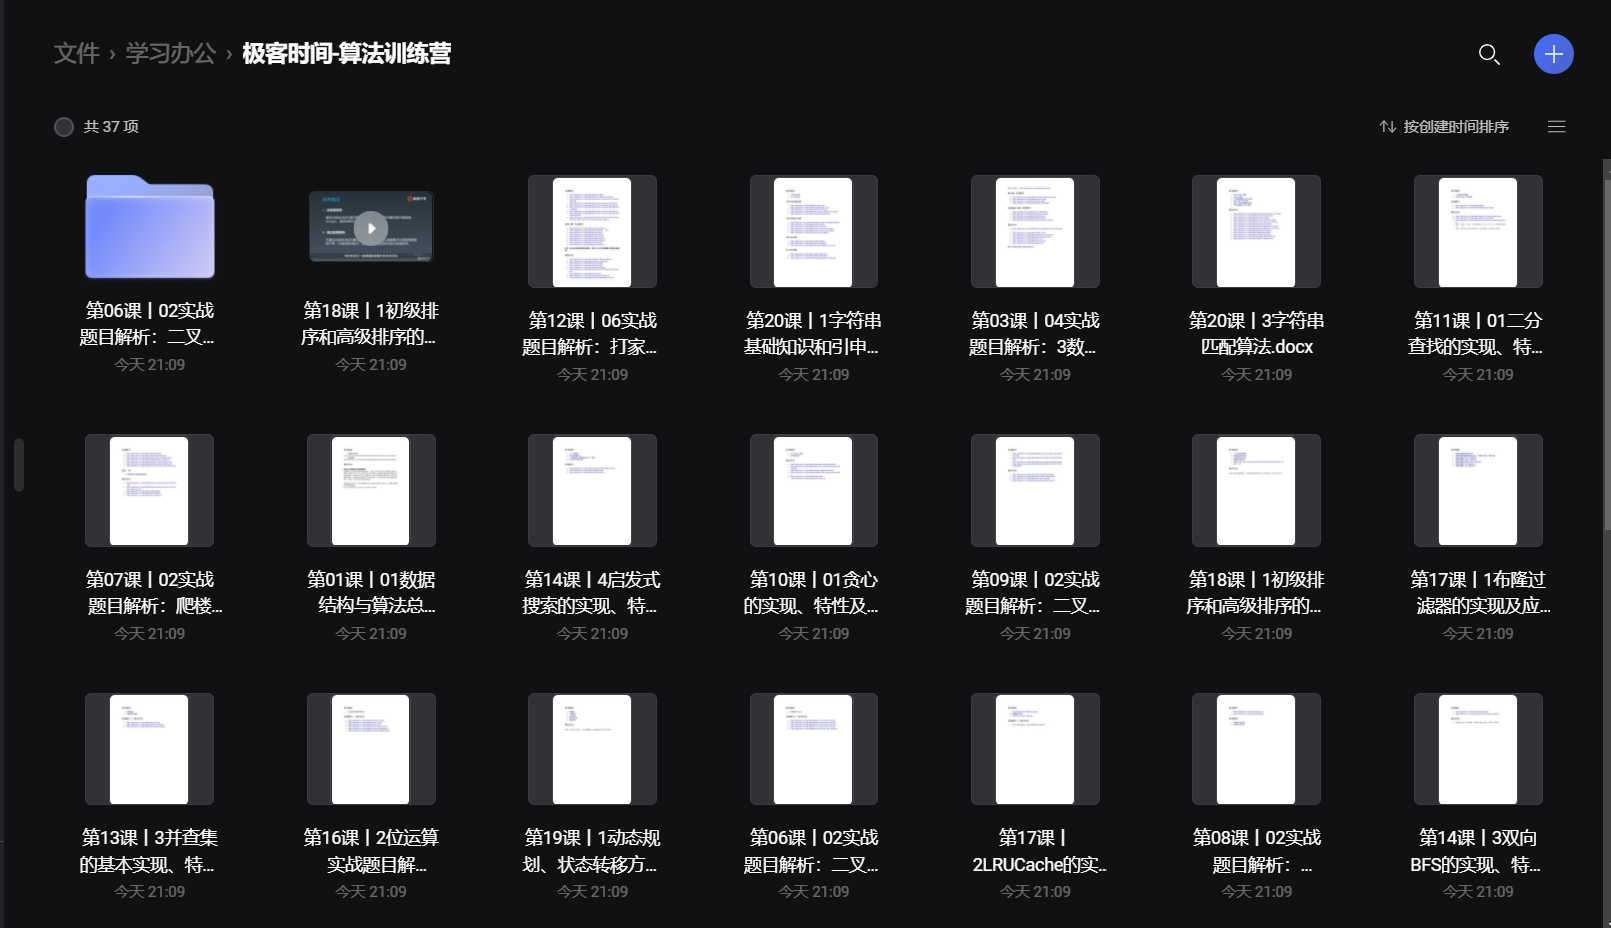 文件 › 学习办公 › 极客时间-算法训练营
共 37 项
按创建时间排序
第06课丨02实战
题目解析：二叉...
今天 21:09
第18课丨1初级排
序和高级排序的...
今天 21:09
第12课丨06实战
题目解析：打家...
今天 21:09
第20课丨1字符串
基础知识和引申...
今天 21:09
第03课丨04实战
题目解析：3数...
今天 21:09
第20课丨3字符串
匹配算法.docx
今天 21:09
第11课丨01二分
查找的实现、特...
今天 21:09
第07课丨02实战
题目解析：爬楼...
今天 21:09
第01课丨01数据
结构与算法总...
今天 21:09
第14课丨4启发式
搜索的实现、特...
今天 21:09
第10课丨01贪心
的实现、特性及...
今天 21:09
第09课丨02实战
题目解析：二叉...
今天 21:09
第18课丨1初级排
序和高级排序的...
今天 21:09
第17课丨1布隆过
滤器的实现及应...
今天 21:09
第13课丨3并查集
的基本实现、特...
今天 21:09
第16课丨2位运算
实战题目解...
今天 21:09
第19课丨1动态规
划、状态转移方...
今天 21:09
第06课丨02实战
题目解析：二叉...
今天 21:09
第17课丨
2LRUCache的实...
今天 21:09
第08课丨02实战
题目解析：...
今天 21:09
第14课丨3双向
BFS的实现、特...
今天 21:09